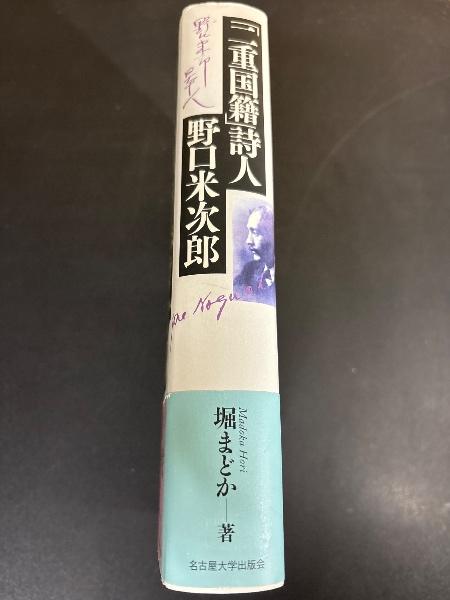 「二重国籍」詩人
野口米次郎
堀まどか―著
Madoka Hori
名古屋大学出版会